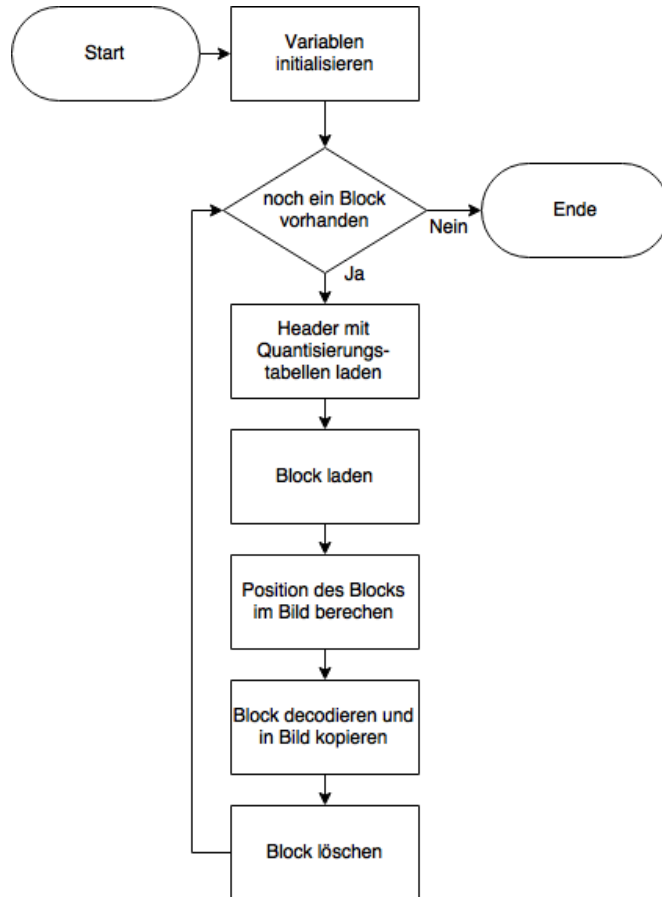 Start
Variablen
initialisieren
noch ein Block
vorhanden
Nein
Ende
Ja
Header mit
Quantisierungs-
tabellen laden
Block laden
Position des Blocks
im Bild berechen
Block decodieren und
in Bild kopieren
Block löschen